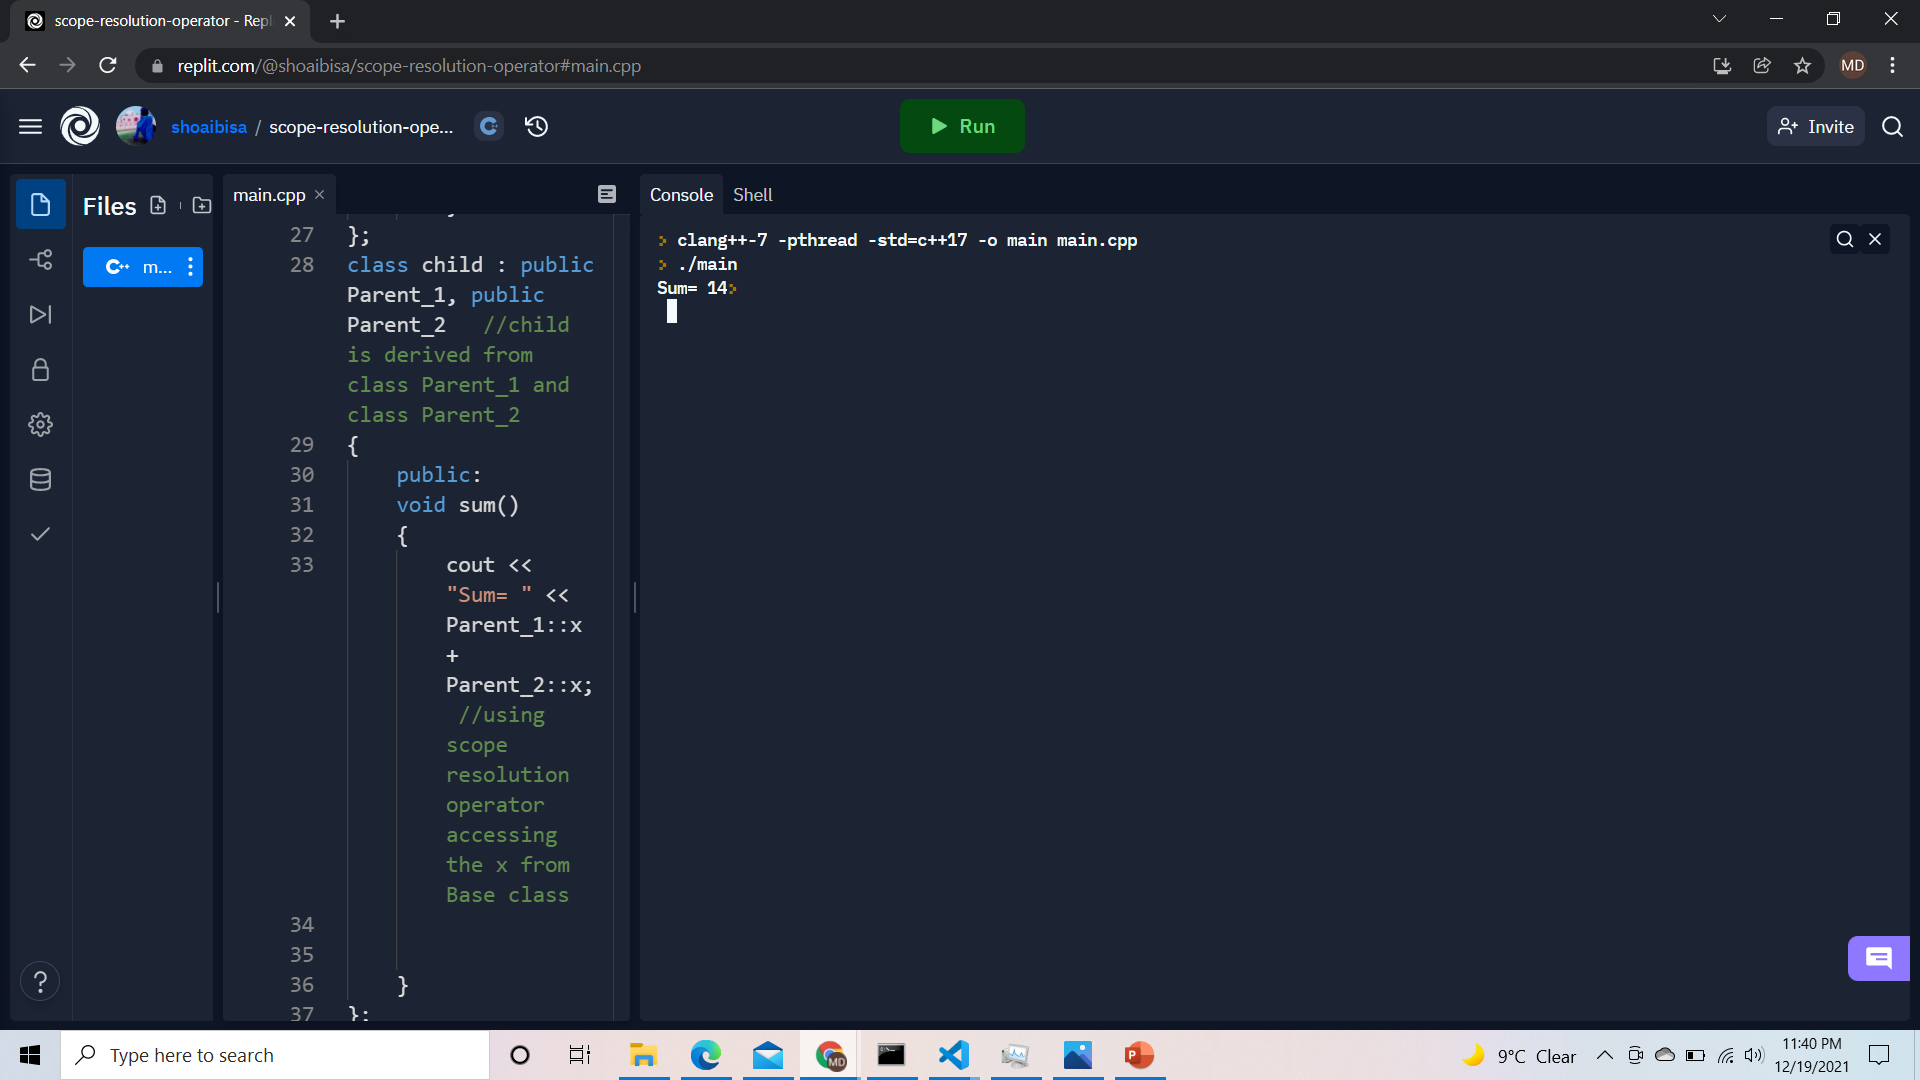 scope-resolution-operator - Repl
replit.com/@shoaibisa/scope-resolution-operator#main.cpp
MD
shoaibisa / scope-resolution-ope...
Run
Invite
Files
C++ m...
main.cpp
27 };
28 class child : public
Parent_1, public
Parent_2 //child
is derived from
class Parent_1 and
class Parent_2
29 {
30 public:
31 void sum()
32 {
33 cout <<
"Sum= " <<
Parent_1::x
+
Parent_2::x;
//using
scope
resolution
operator
accessing
the x from
Base class
34
35
36 }
37 };
Console Shell
clang++-7 -pthread -std=c++17 -o main main.cpp
./main
Sum= 14
?
Type here to search
MD
9°C Clear
11:40 PM
12/19/2021